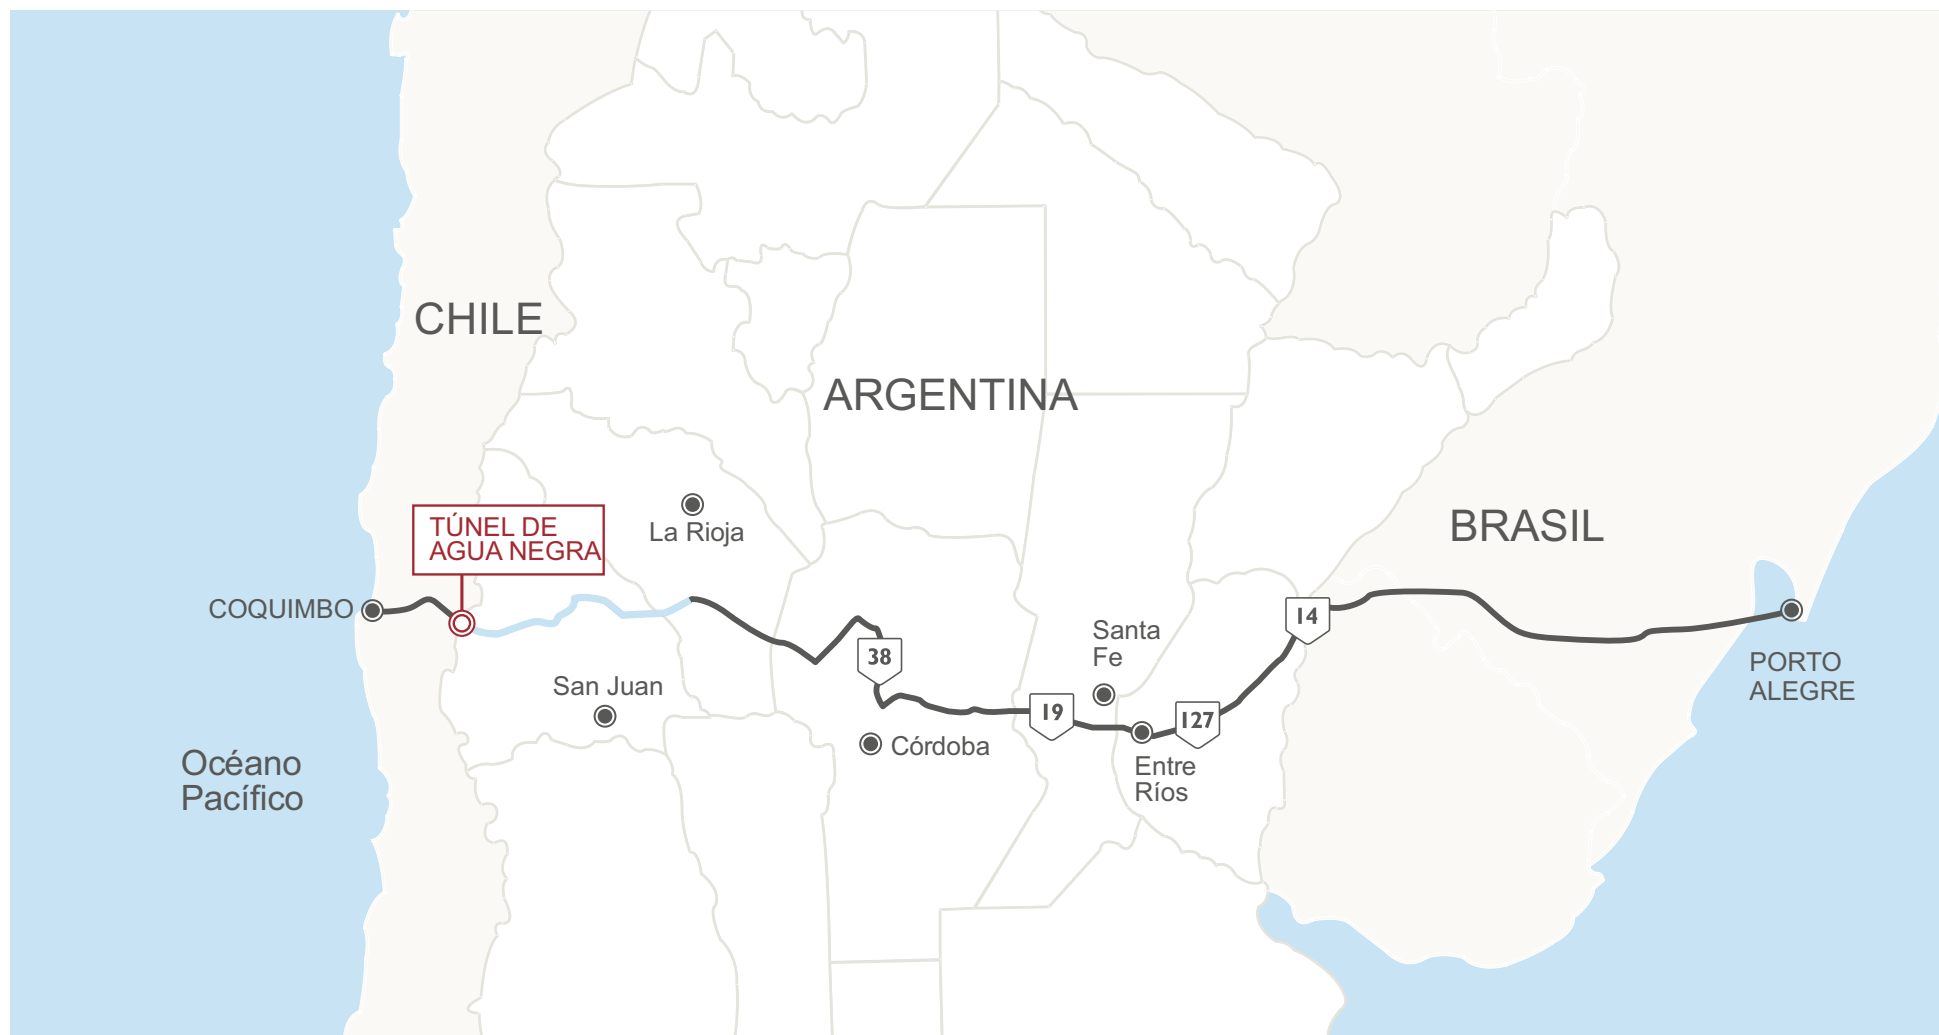 CHILE
ARGENTINA
La Rioja
TÚNEL DE
AGUA NEGRA
BRASIL
COQUIMBO
14
38
Santa
Fe
San Juan
PORTO
ALEGRE
19
127
Córdoba
Entre
Ríos
Océano
Pacífico